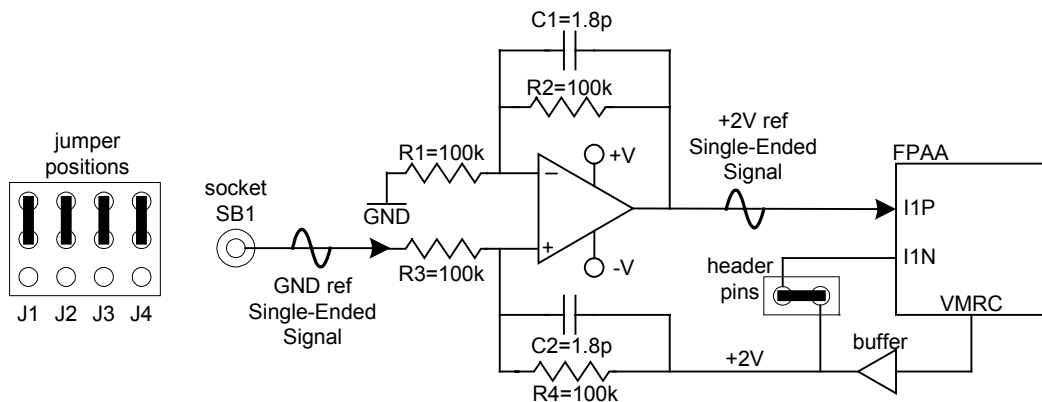 jumper
positions
J1 J2 J3 J4
socket
SB1
GND ref
Single-Ended
Signal
C1=1.8p
R2=100k
R1=100k
GND
R3=100k
−
+
+V
-V
C2=1.8p
R4=100k
+2V ref
Single-Ended
Signal
FPAA
I1P
I1N
VMRC
header
pins
buffer
+2V